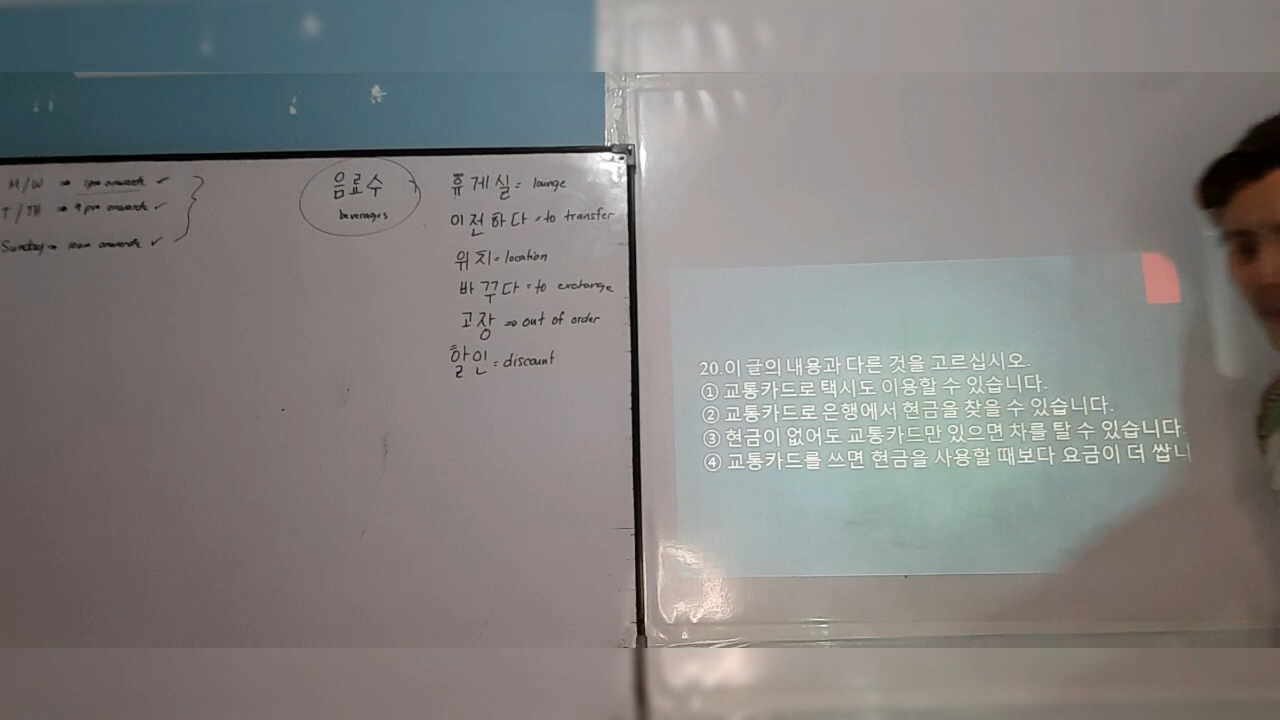 M/W ⇒ 1pm onwards ✓
T/TH ⇒ 9pm onwards ✓
Sunday ⇒ 10am onwards ✓
음료수
beverages
휴게실 = lounge
이전하다 = to transfer
위치 = location
바꾸다 = to exchange
고장 ⇒ out of order
할인 = discount
20.이 글의 내용과 다른 것을 고르십시오.
① 교통카드로 택시도 이용할 수 있습니다.
② 교통카드로 은행에서 현금을 찾을 수 있습니다.
③ 현금이 없어도 교통카드만 있으면 차를 탈 수 있습니다.
④ 교통카드를 쓰면 현금을 사용할 때보다 요금이 더 쌉니